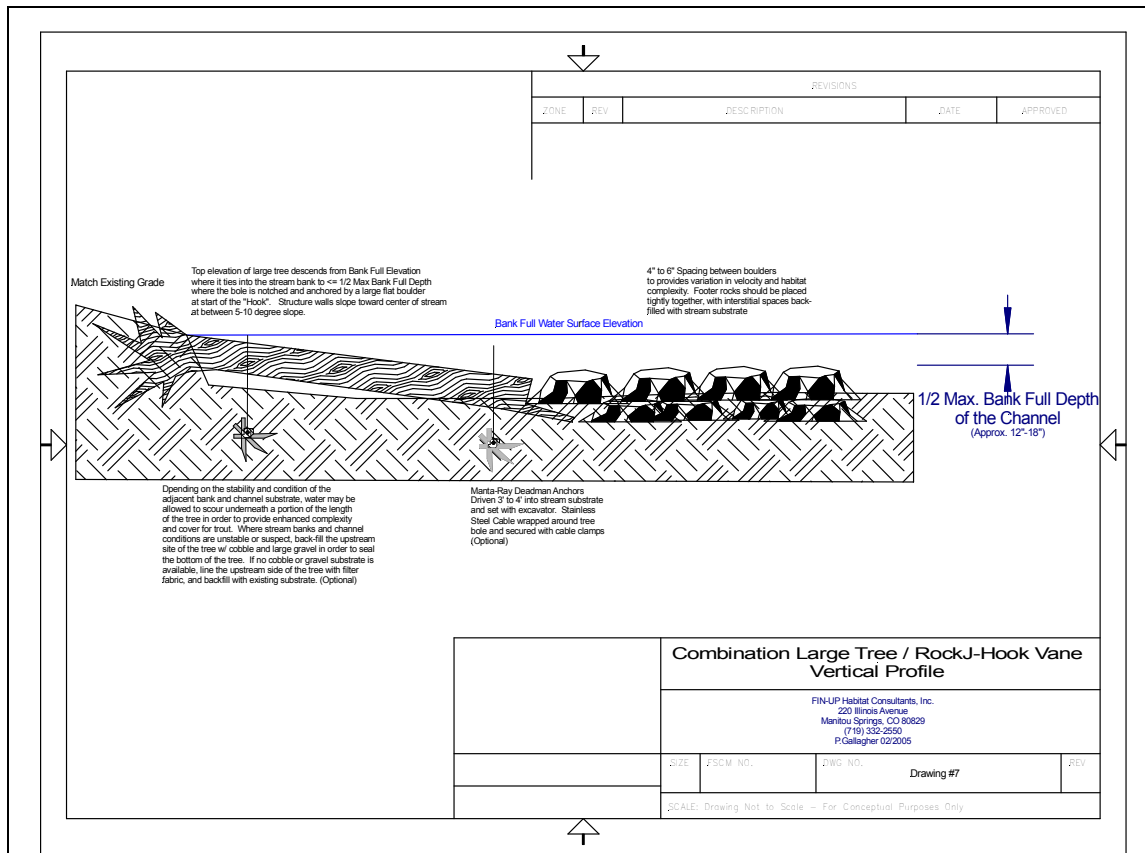 REVISIONS
ZONE REV DESCRIPTION DATE APPROVED
Match Existing Grade
Top elevation of large tree descends from Bank Full Elevation
where it ties into the stream bank to <= 1/2 Max Bank Full Depth
where the bole is notched and anchored by a large flat boulder
at start of the "Hook". Structure walls slope toward center of stream
at between 5-10 degree slope.
4" to 6" Spacing between boulders
to provides variation in velocity and habitat
complexity. Footer rocks should be placed
tightly together, with interstitial spaces back-
filled with stream substrate
Bank Full Water Surface Elevation
1/2 Max. Bank Full Depth
of the Channel
(Approx. 12"-18")
Dpending on the stability and condition of the
adjacent bank and channel substrate, water may be
allowed to scour underneath a portion of the length
of the tree in order to provide enhanced complexity
and cover for trout. Where stream banks and channel
conditions are unstable or suspect, back-fill the upstream
site of the tree w/ cobble and large gravel in order to seal
the bottom of the tree. If no cobble or gravel substrate is
available, line the upstream side of the tree with filter
fabric, and backfill with existing substrate. (Optional)
Manta-Ray Deadman Anchors
Driven 3' to 4' into stream substrate
and set with excavator. Stainless
Steel Cable wrapped around tree
bole and secured with cable clamps
(Optional)
Combination Large Tree / RockJ-Hook Vane
Vertical Profile
FIN-UP Habitat Consultants, Inc.
220 Illinois Avenue
Manitou Springs, CO 80829
(719) 332-2550
P.Gallagher 02/2005
SIZE FSCM NO. DWG NO. REV
Drawing #7
SCALE: Drawing Not to Scale – For Conceptual Purposes Only